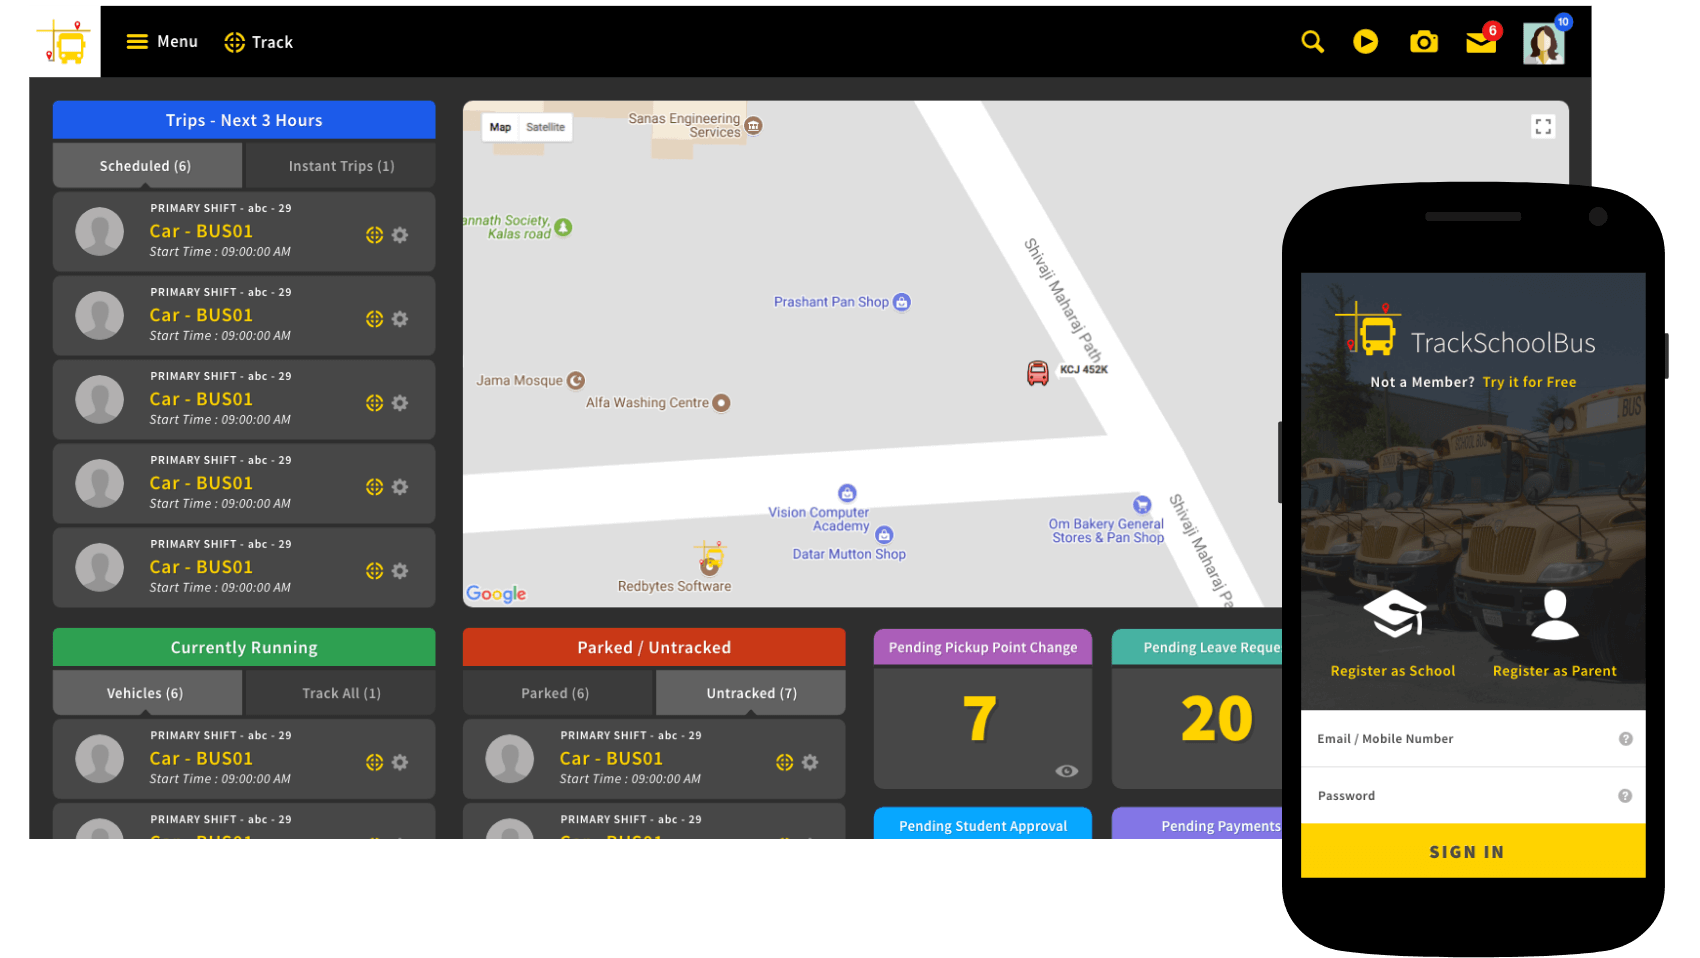 Menu
Track
6
10
Trips - Next 3 Hours
Scheduled (6)
Instant Trips (1)
PRIMARY SHIFT - abc - 29
Car - BUS01
Start Time : 09:00:00 AM
PRIMARY SHIFT - abc - 29
Car - BUS01
Start Time : 09:00:00 AM
PRIMARY SHIFT - abc - 29
Car - BUS01
Start Time : 09:00:00 AM
PRIMARY SHIFT - abc - 29
Car - BUS01
Start Time : 09:00:00 AM
PRIMARY SHIFT - abc - 29
Car - BUS01
Start Time : 09:00:00 AM
Map
Satellite
Sanas Engineering
Services
annath Society,
Kalas road
Prashant Pan Shop
Shivaji Maharaj Path
KCJ 452K
Jama Mosque
Alfa Washing Centre
Vision Computer
Academy
Datar Mutton Shop
Om Bakery General
Stores & Pan Shop
Shivaji Maharaj Pa
Redbytes Software
Google
Currently Running
Vehicles (6)
Track All (1)
PRIMARY SHIFT - abc - 29
Car - BUS01
Start Time : 09:00:00 AM
PRIMARY SHIFT - abc - 29
Car - BUS01
Parked / Untracked
Parked (6)
Untracked (7)
PRIMARY SHIFT - abc - 29
Car - BUS01
Start Time : 09:00:00 AM
PRIMARY SHIFT - abc - 29
Car - BUS01
Pending Pickup Point Change
7
Pending Leave Reque
20
Pending Student Approval
Pending Payments
TrackSchoolBus
Not a Member? Try it for Free
BUS
SCHOOL BUS
Register as School
Register as Parent
Email / Mobile Number
?
Password
?
SIGN IN